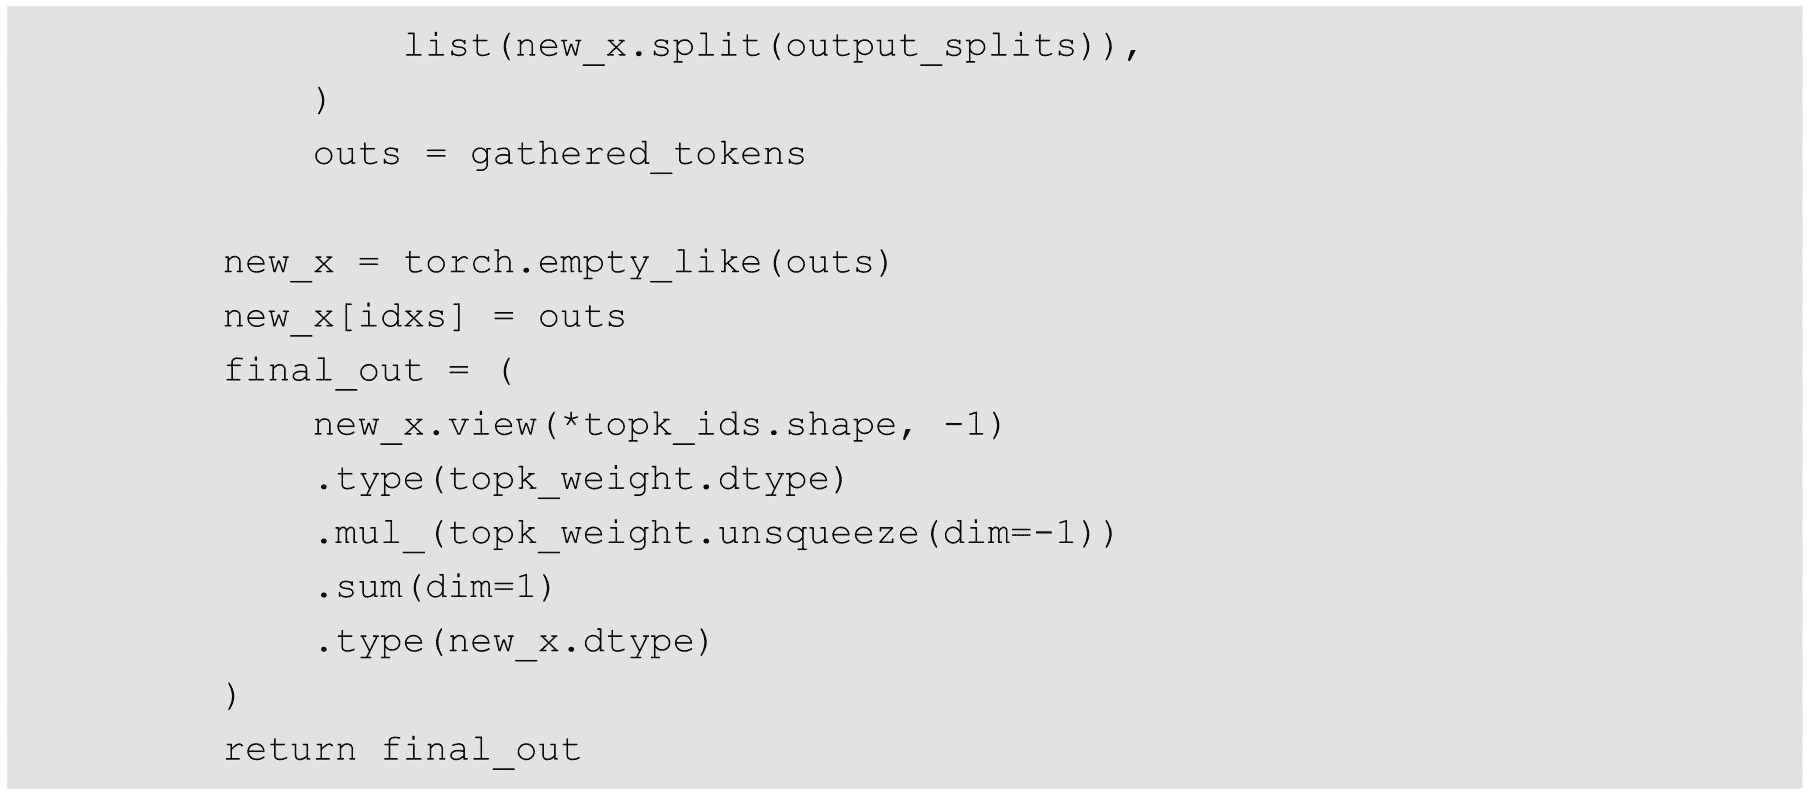 list(new_x.split(output_splits)),
            )
            outs = gathered_tokens

        new_x = torch.empty_like(outs)
        new_x[idxs] = outs
        final_out = (
            new_x.view(*topk_ids.shape, -1)
            .type(topk_weight.dtype)
            .mul_(topk_weight.unsqueeze(dim=-1))
            .sum(dim=1)
            .type(new_x.dtype)
        )
        return final_out